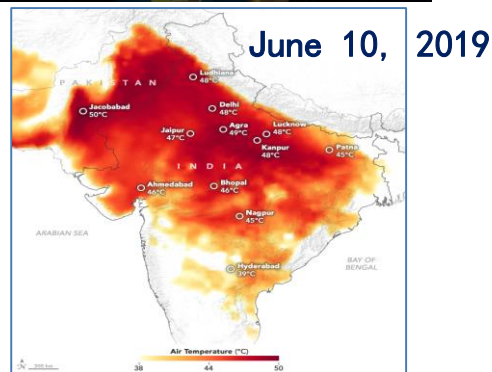 June 10, 2019
PAKISTAN
Ludhiana
48°C
Jacobabad
50°C
Delhi
48°C
Jaipur
47°C
Agra
49°C
Lucknow
48°C
Kanpur
48°C
Patna
45°C
INDIA
Ahmedabad
46°C
Bhopal
46°C
Nagpur
45°C
ARABIAN SEA
BAY OF
BENGAL
Hyderabad
39°C
Air Temperature (°C)
38 44 50
N